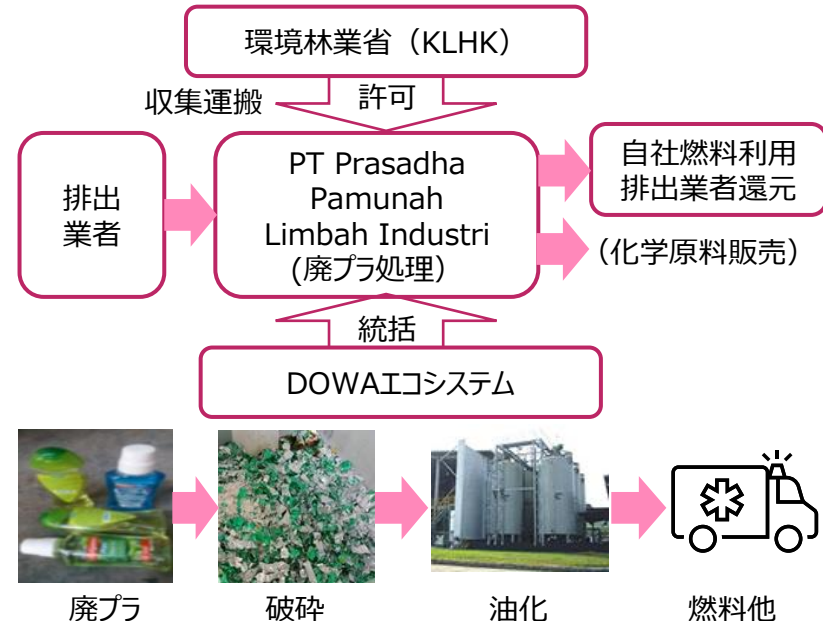 環境林業省（KLHK）
収集運搬
許可
排出
業者
PT Prasadha
Pamunah
Limbah Industri
(廃プラ処理）
自社燃料利用
排出業者還元
（化学原料販売）
統括
DOWAエコシステム
廃プラ
破砕
油化
燃料他